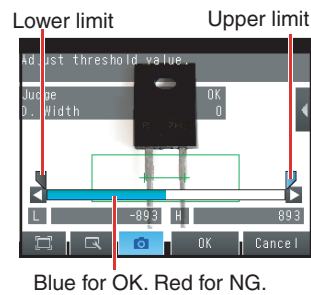 Lower limit Upper limit
Adjust threshold value.
Judge OK
D. Width 0
L -893 H 893
OK Cancel
Blue for OK. Red for NG.